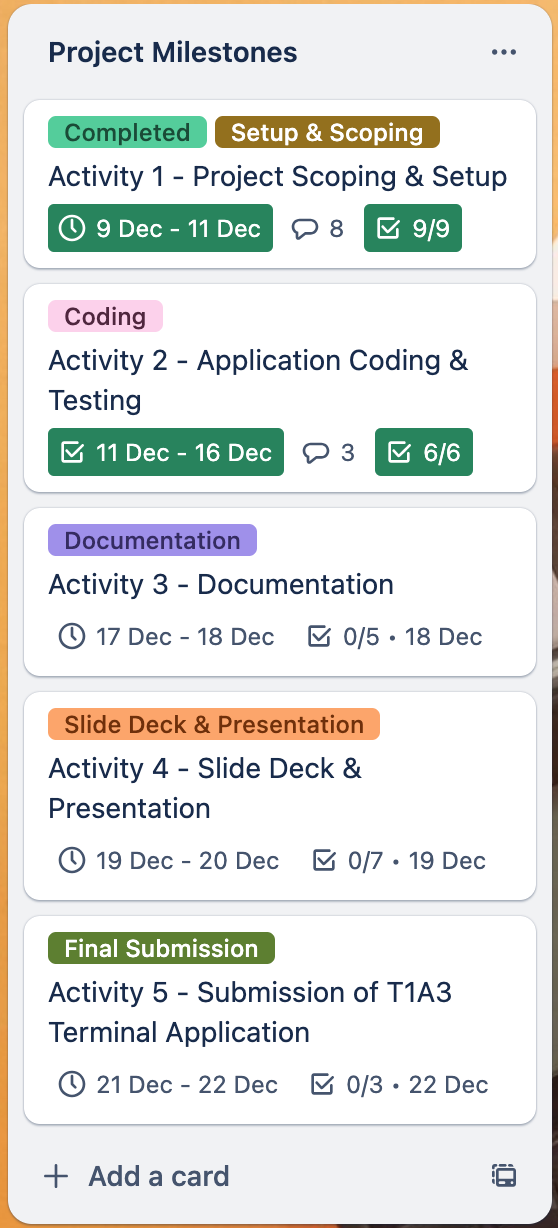 Project Milestones
Completed Setup & Scoping
Activity 1 - Project Scoping & Setup
9 Dec - 11 Dec 8 9/9
Coding
Activity 2 - Application Coding &
Testing
11 Dec - 16 Dec 3 6/6
Documentation
Activity 3 - Documentation
17 Dec - 18 Dec 0/5 • 18 Dec
Slide Deck & Presentation
Activity 4 - Slide Deck &
Presentation
19 Dec - 20 Dec 0/7 • 19 Dec
Final Submission
Activity 5 - Submission of T1A3
Terminal Application
21 Dec - 22 Dec 0/3 • 22 Dec
Add a card